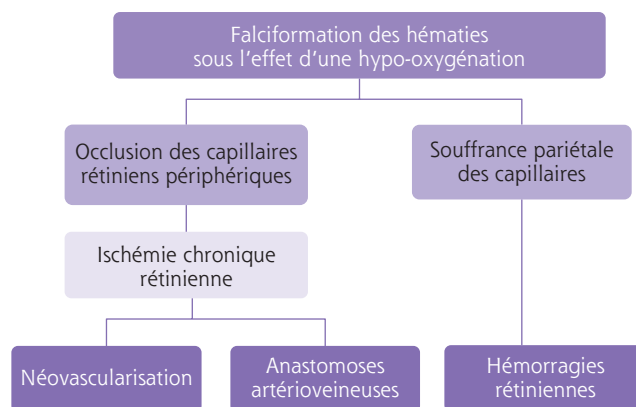 Falciformation des hématies
sous l'effet d'une hypo-oxygénation
Occlusion des capillaires
rétiniens périphériques
Souffrance pariétale
des capillaires
Ischémie chronique
rétinienne
Néovascularisation
Anastomoses
artérioveineuses
Hémorragies
rétiniennes